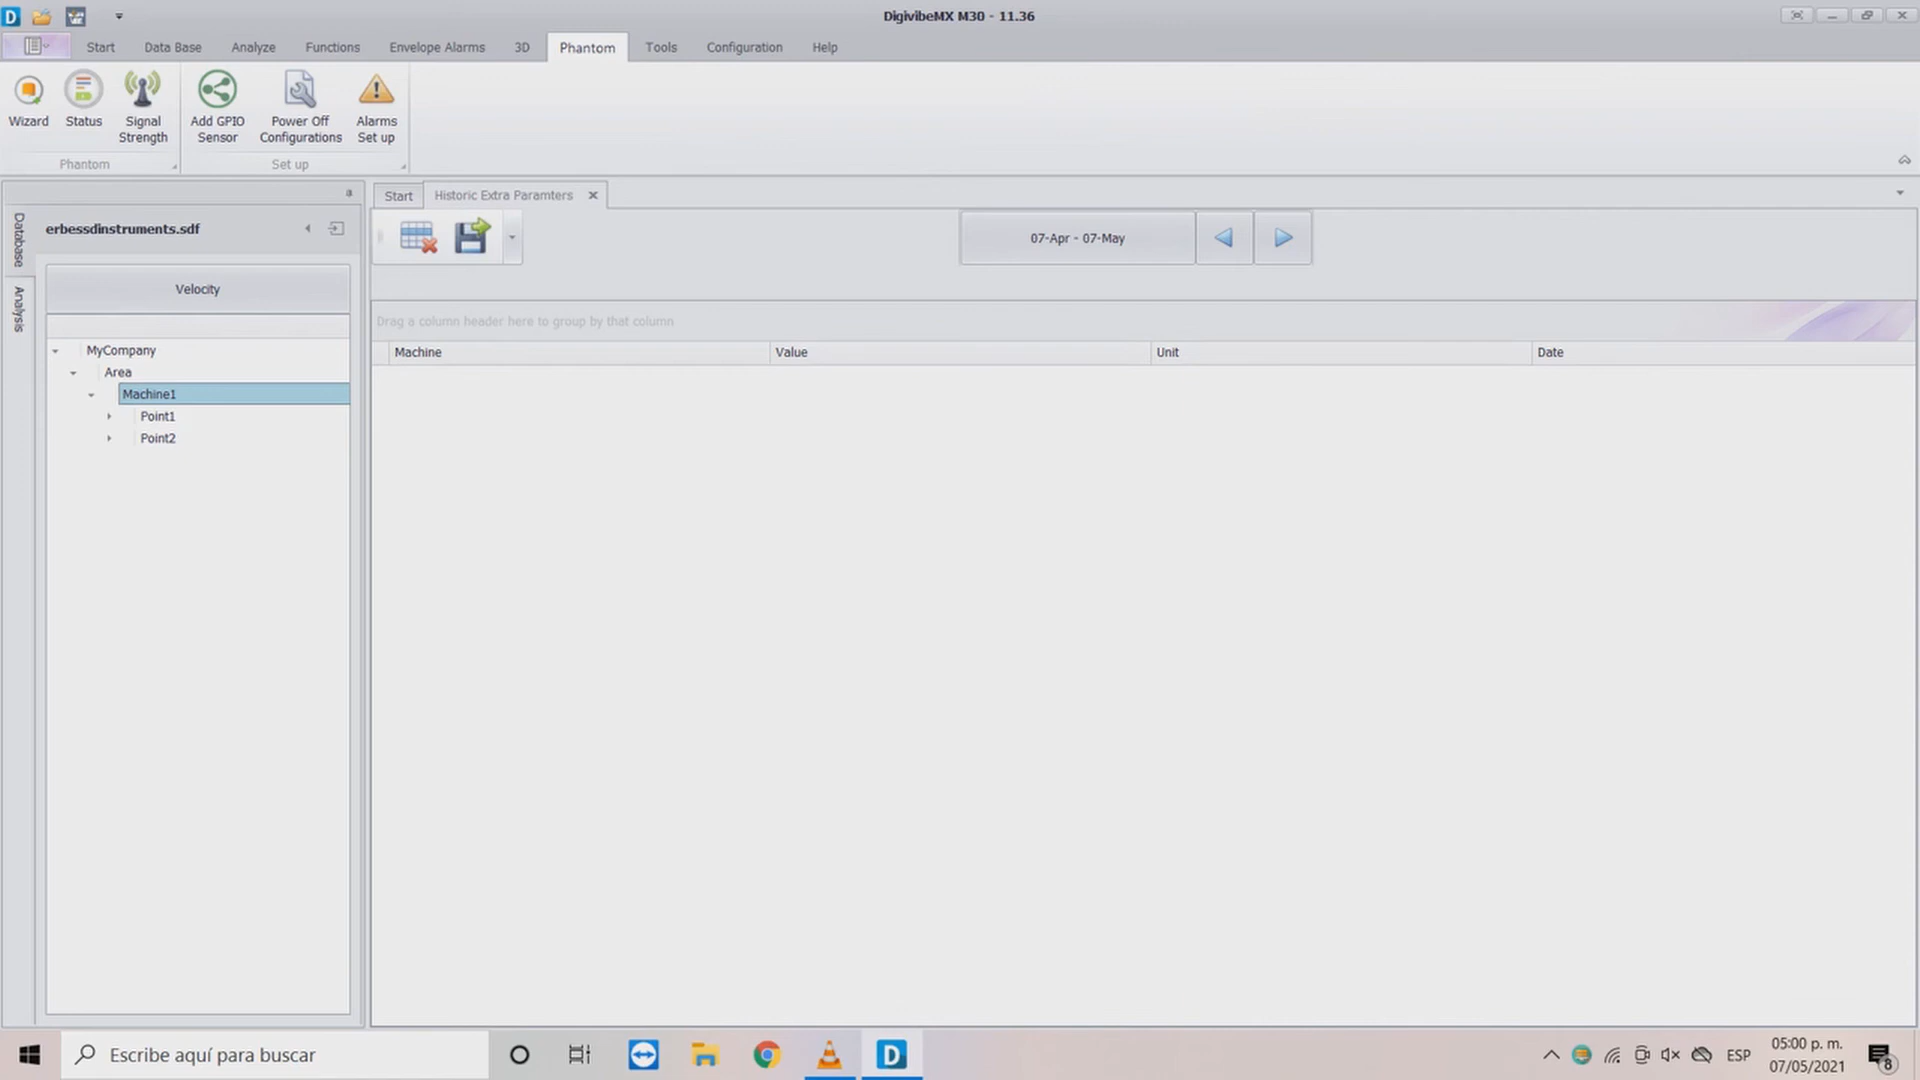 DigivibeMX M30 - 11.36
Start
Data Base
Analyze
Functions
Envelope Alarms
3D
Phantom
Tools
Configuration
Help
Wizard
Status
Signal
Strength
Add GPIO
Sensor
Power Off
Configurations
Alarms
Set up
Phantom
Set up
Database
Analysis
erbessdinstruments.sdf
Velocity
MyCompany
Area
Machine1
Point1
Point2
Start
Historic Extra Paramters
07-Apr - 07-May
Drag a column header here to group by that column
Machine
Value
Unit
Date
Escribe aquí para buscar
ESP
05:00 p. m.
07/05/2021
8